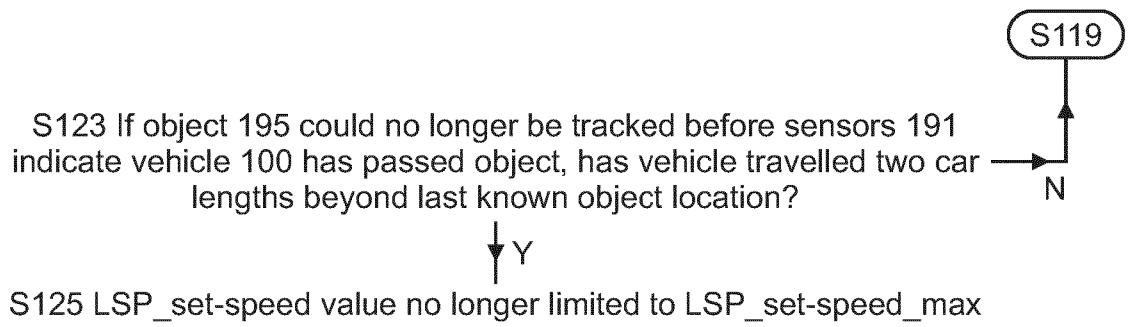 S119
S123 If object 195 could no longer be tracked before sensors 191
indicate vehicle 100 has passed object, has vehicle travelled two car
lengths beyond last known object location?
N
Y
S125 LSP_set-speed value no longer limited to LSP_set-speed_max